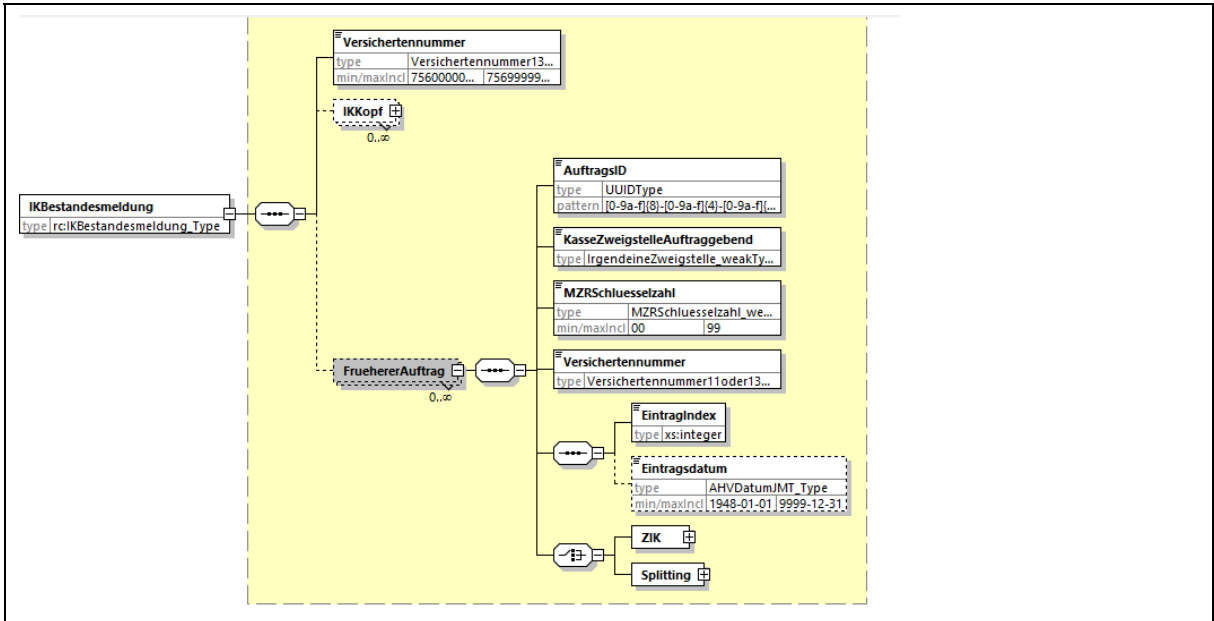 Versichertennummer
type Versichertennummer13...
min/maxIncl 75600000... 75699999...
IKKopf
0..∞
IKBestandesmeldung
type rc:IKBestandesmeldung_Type
FruehererAuftrag
0..∞
AuftragsID
type UUIDType
pattern [0-9a-f]{8}-[0-9a-f]{4}-[0-9a-f]{...
KasseZweigstelleAuftraggebend
type IrgendeineZweigstelle_weakTy...
MZRSchluesselzahl
type MZRSchluesselzahl_we...
min/maxIncl 00 99
Versichertennummer
type Versichertennummer11oder13...
EintragIndex
type xs:integer
Eintragsdatum
type AHVDatumJMT_Type
min/maxIncl 1948-01-01 9999-12-31
ZIK
Splitting